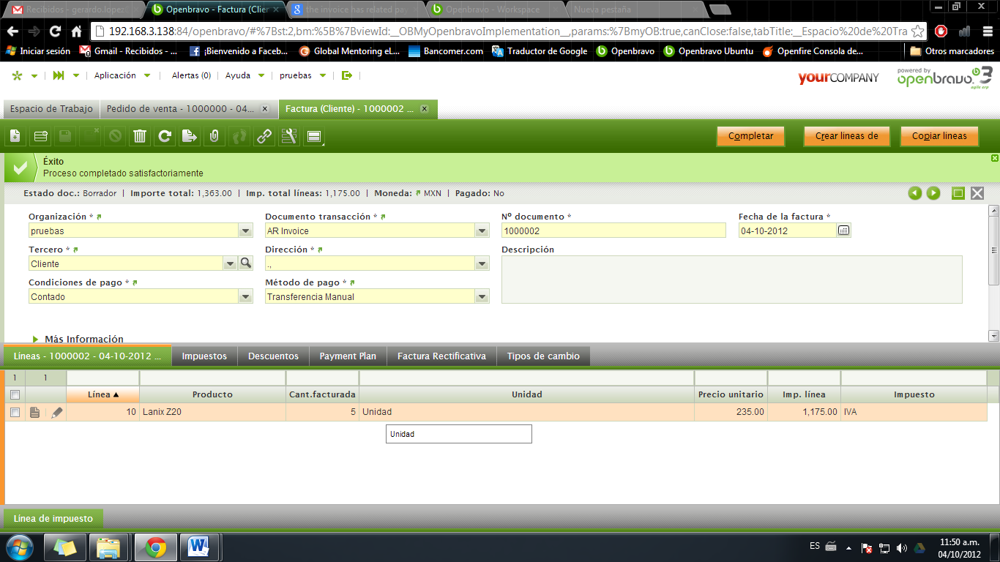 Recibidos - gerardo.lopez
Openbravo - Factura (Clier
the invoice has related pay
Openbravo - Workspace
Nueva pestaña
192.168.3.138:84/openbravo/#%7Bst:2,bm:%5B%7BviewId:__OBMyOpenbravoImplementation__,params:%7BmyOB:true,canClose:false,tabTitle:__Espacio%20de%20Tra
Iniciar sesión
Gmail - Recibidos - ...
¡Bienvenido a Faceb...
Global Mentoring eL...
Bancomer.com
Traductor de Google
Openbravo
Openbravo Ubuntu
Openfire Consola de...
Otros marcadores
Aplicación
Alertas (0)
Ayuda
pruebas
yourCOMPANY
powered by
openbravo 3
agile erp
Espacio de Trabajo
Pedido de venta - 1000000 - 04...
Factura (Cliente) - 1000002 ...
Completar
Crear lineas de
Copiar lineas
Éxito
Proceso completado satisfactoriamente
Estado doc.: Borrador | Importe total: 1,363.00 | Imp. total líneas: 1,175.00 | Moneda: MXN | Pagado: No
Organización *
Documento transacción *
Nº documento *
Fecha de la factura *
pruebas
AR Invoice
1000002
04-10-2012
Tercero *
Dirección *
Descripción
Cliente
.,
Condiciones de pago *
Método de pago *
Contado
Transferencia Manual
Más Información
Líneas - 1000002 - 04-10-2012 ...
Impuestos
Descuentos
Payment Plan
Factura Rectificativa
Tipos de cambio
1
1
Línea
Producto
Cant.facturada
Unidad
Precio unitario
Imp. línea
Impuesto
10
Lanix Z20
5
Unidad
235.00
1,175.00
IVA
Unidad
Línea de impuesto
ES
11:50 a.m.
04/10/2012